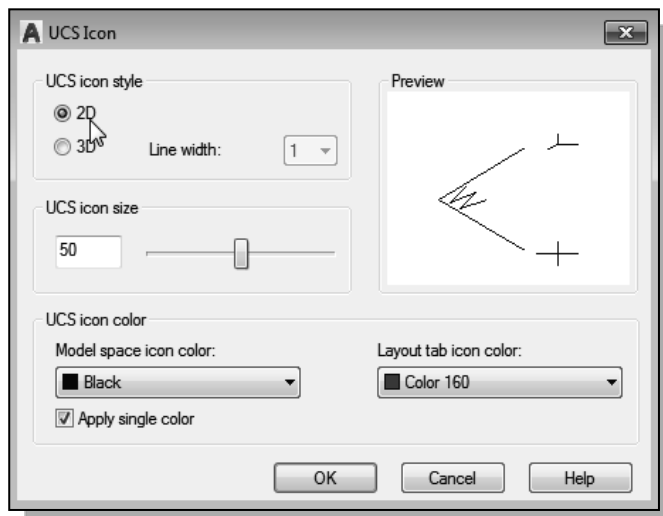 UCS Icon
UCS icon style
2D
3D
Line width:
1
Preview
W
Y
X
UCS icon size
50
UCS icon color
Model space icon color:
Black
Layout tab icon color:
Color 160
Apply single color
OK
Cancel
Help